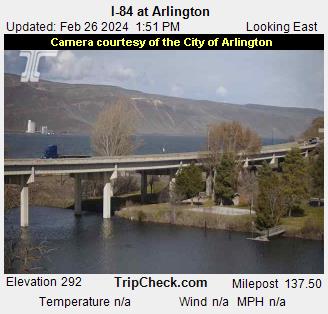 I-84 at Arlington
Updated: Feb 26 2024 1:51 PM Looking East
Camera courtesy of the City of Arlington
Elevation 292 TripCheck.com Milepost 137.50
Temperature n/a Wind n/a MPH n/a